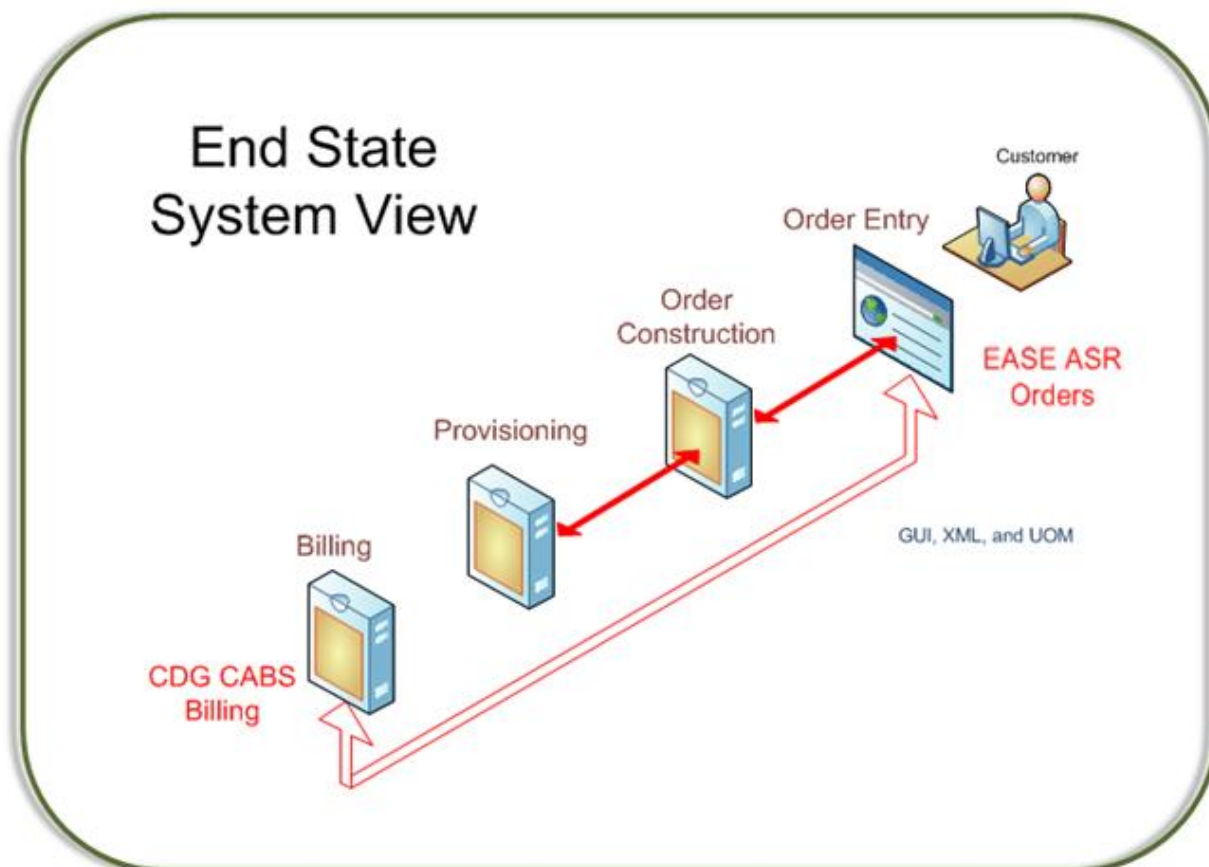 End State
System View
Customer
Order Entry
Order
Construction
EASE ASR
Orders
Provisioning
GUI, XML, and UOM
Billing
CDG CABS
Billing